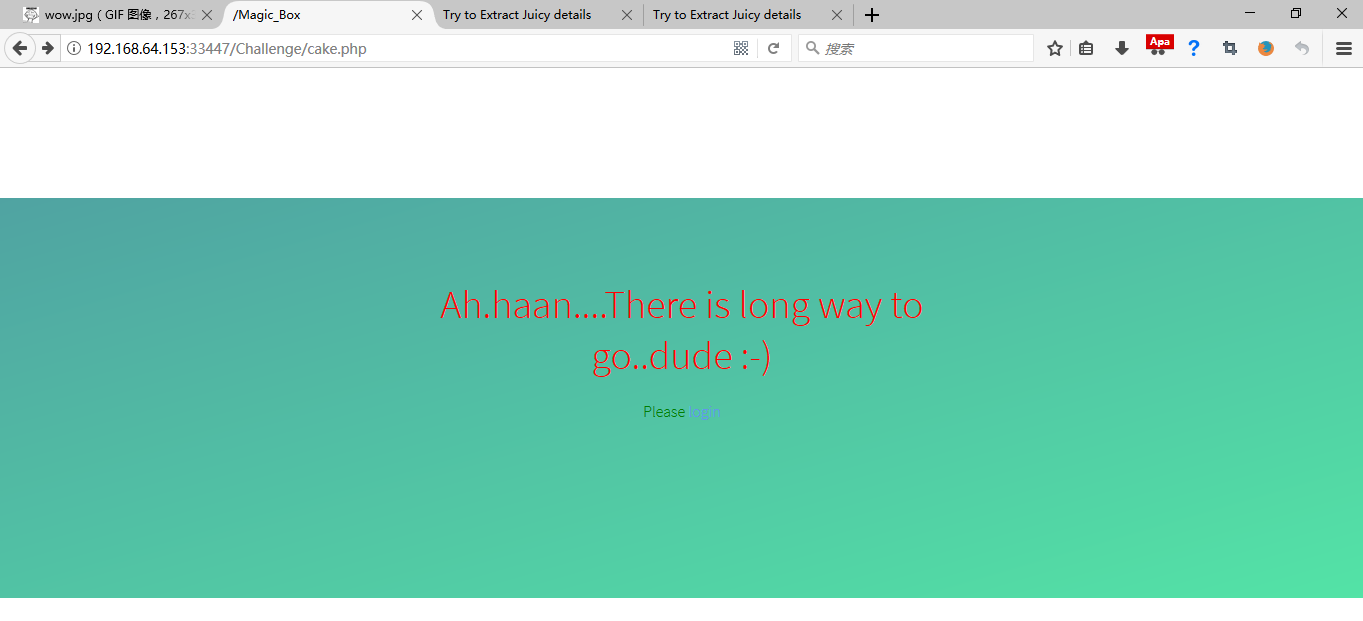 wow.jpg ( GIF 图像，267x
/Magic_Box
Try to Extract Juicy details
Try to Extract Juicy details
192.168.64.153:33447/Challenge/cake.php
搜索
Apa
Ah.haan....There is long way to
go..dude :-)
Please login